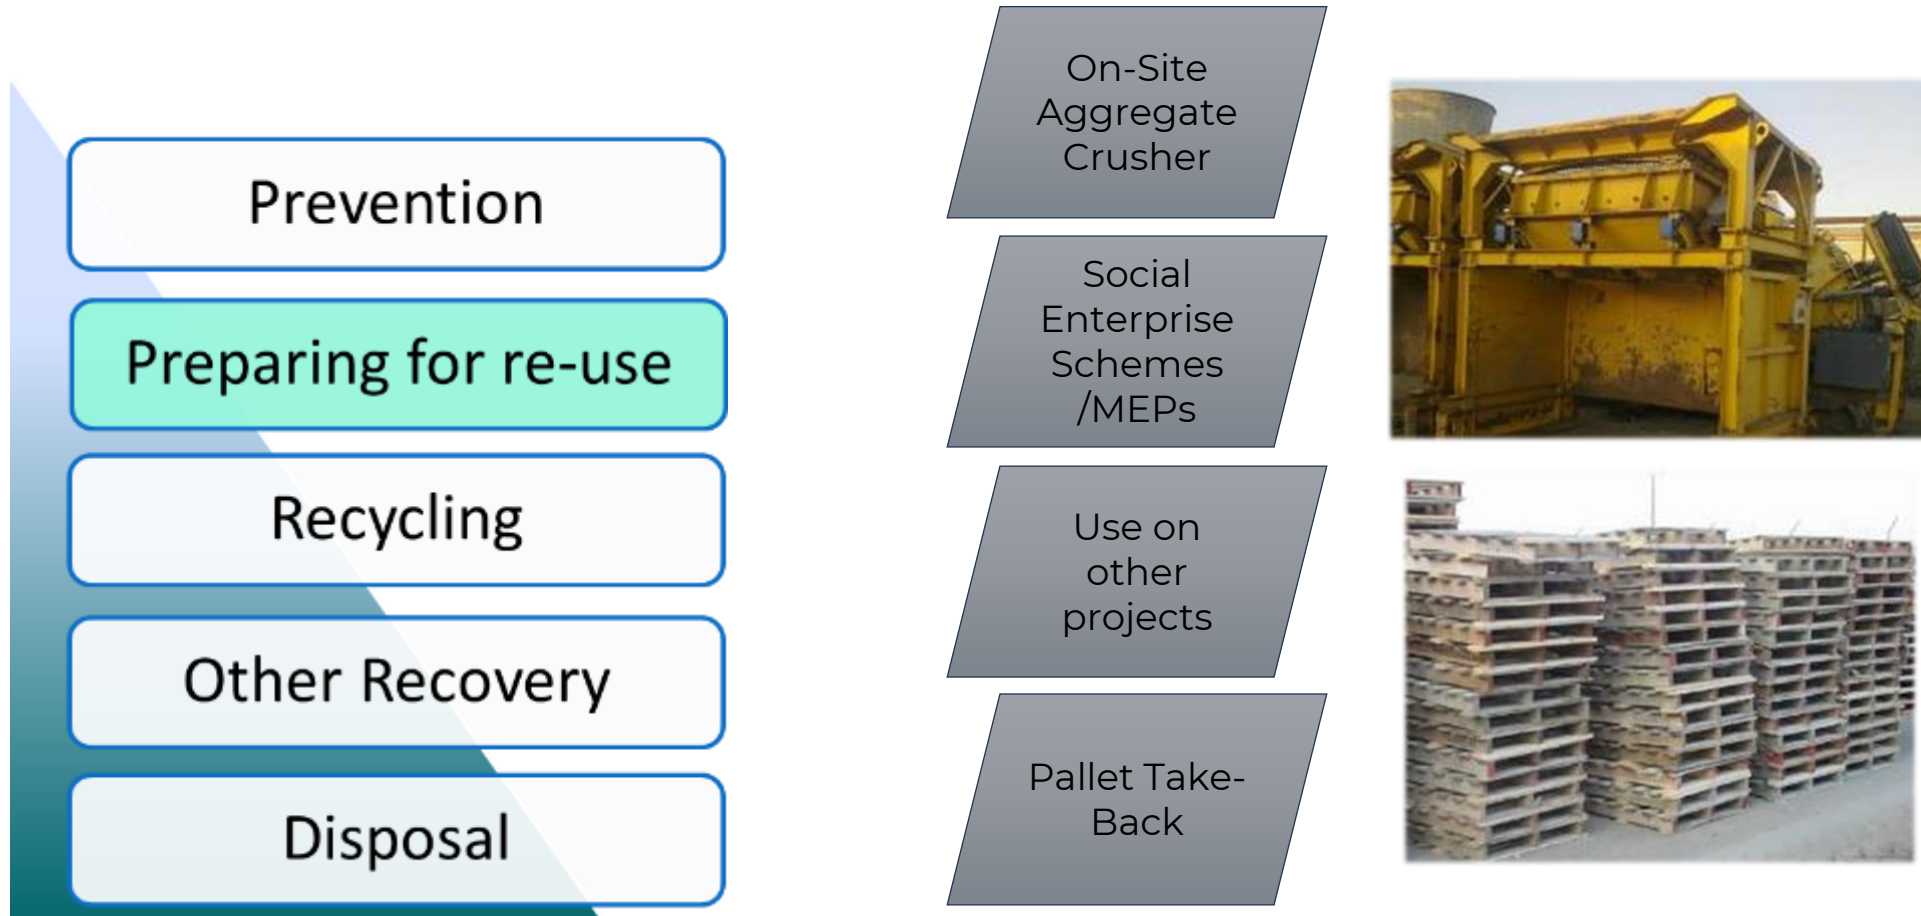 Prevention
Preparing for re-use
Recycling
Other Recovery
Disposal
On-Site
Aggregate
Crusher
Social
Enterprise
Schemes
/MEPs
Use on
other
projects
Pallet Take-
Back